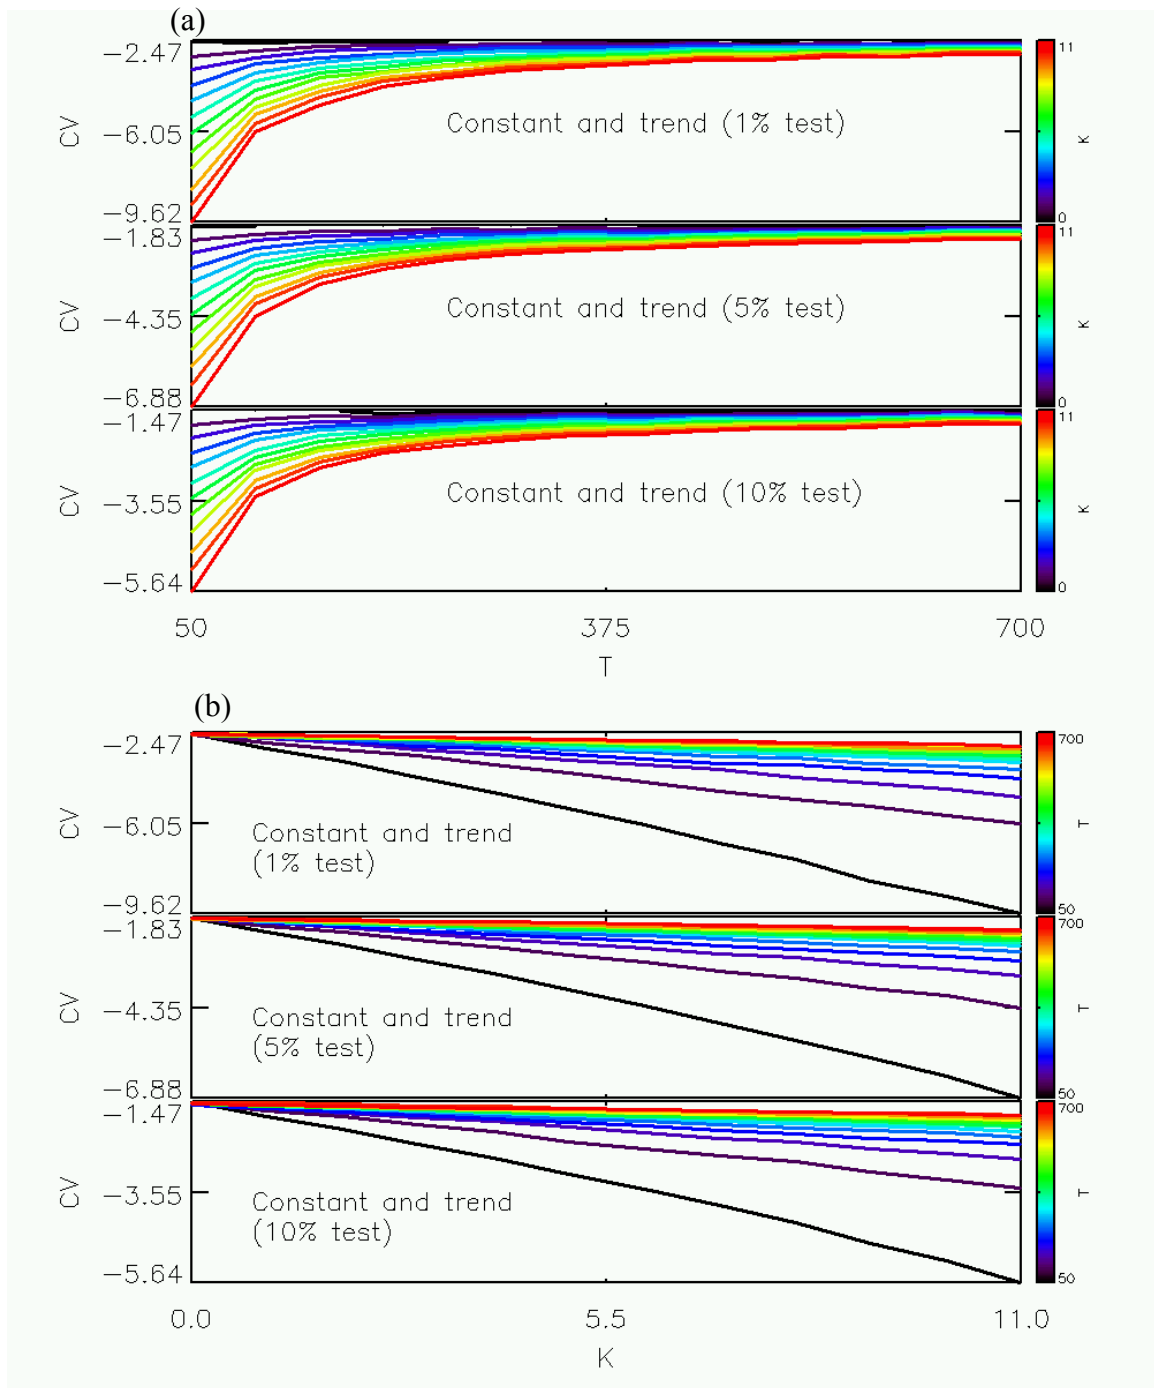 (a)
−2.47
−6.05
−9.62
CV
Constant and trend (1% test)
11
K
0
−1.83
−4.35
−6.88
CV
Constant and trend (5% test)
11
K
0
−1.47
−3.55
−5.64
CV
Constant and trend (10% test)
11
K
0
50 375 700
T
(b)
−2.47
−6.05
−9.62
CV
Constant and trend
(1% test)
700
T
50
−1.83
−4.35
−6.88
CV
Constant and trend
(5% test)
700
T
50
−1.47
−3.55
−5.64
CV
Constant and trend
(10% test)
700
T
50
0.0 5.5 11.0
K